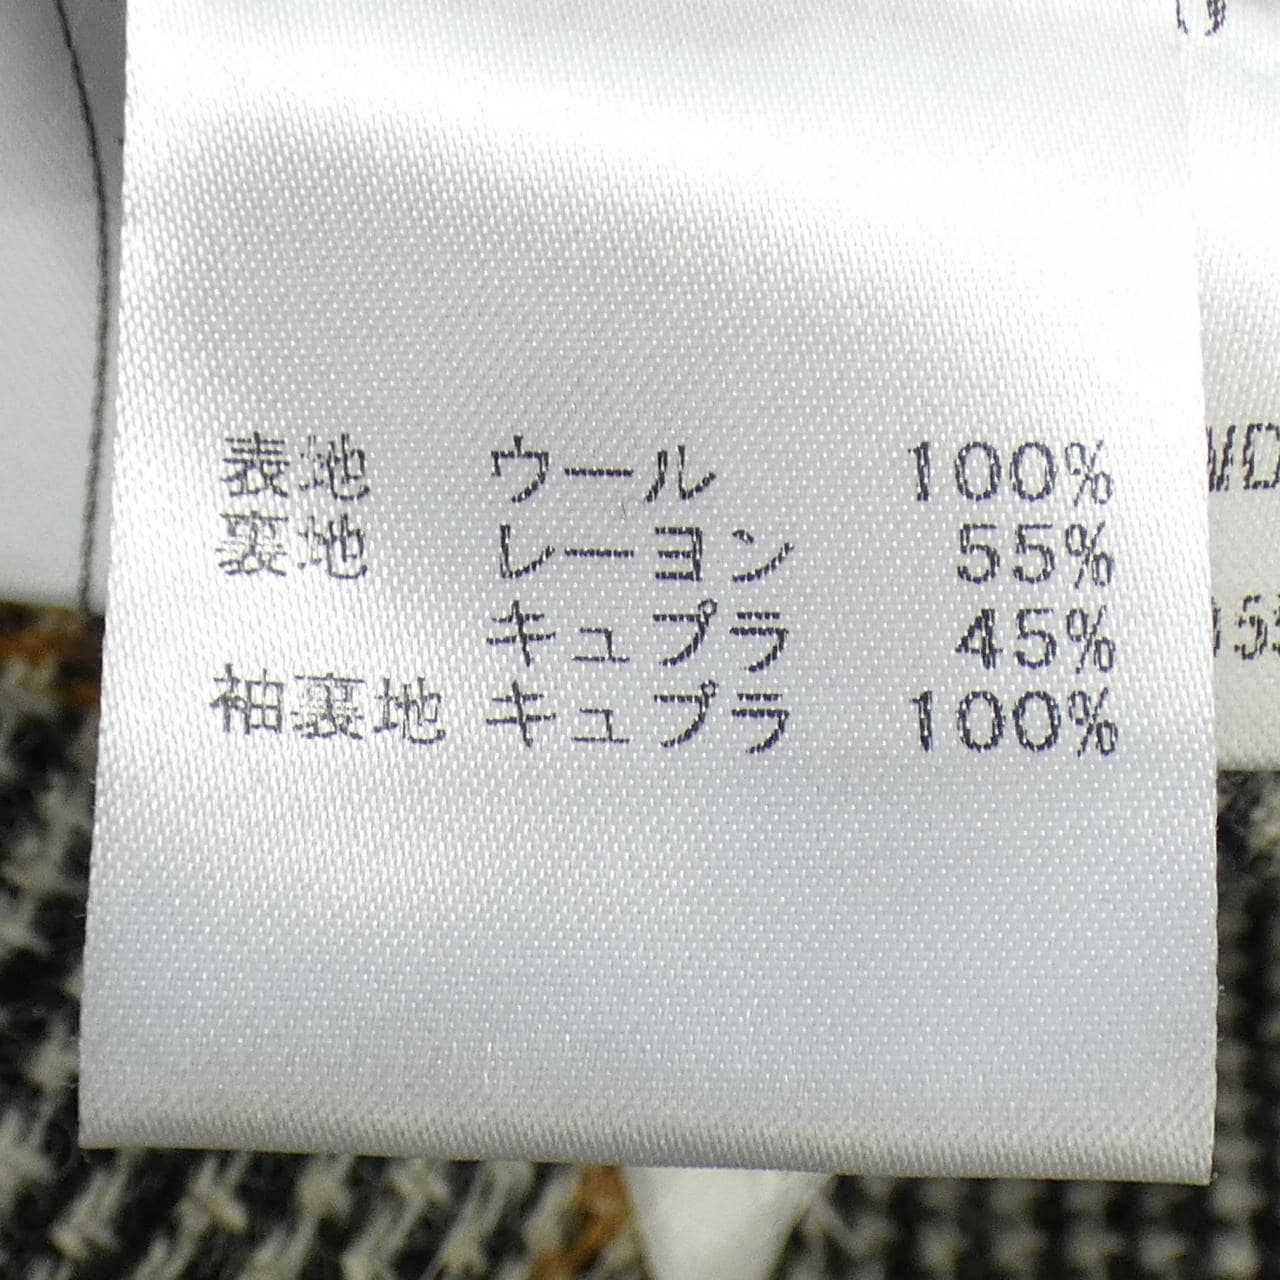 表地 ウール 100%
裏地 レーヨン 55%
キュプラ 45%
袖裏地 キュプラ 100%